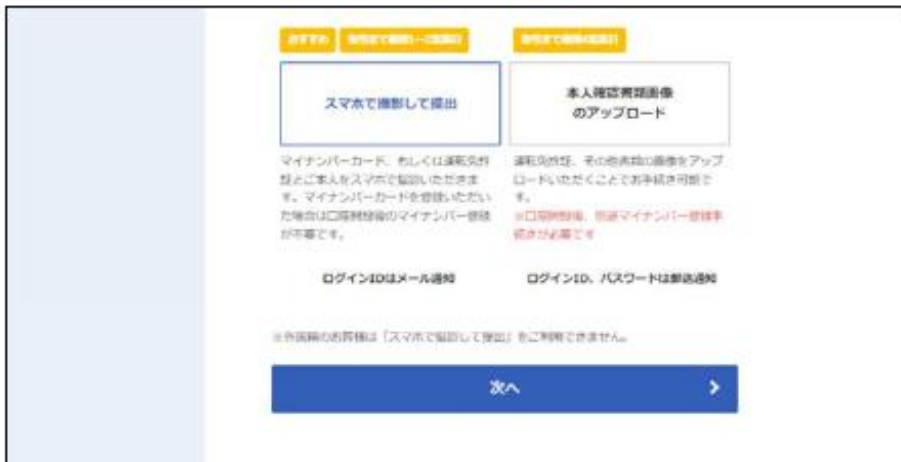 おすすめ
スマホで撮影して提出
本人確認書類画像
のアップロード
マイナンバーカード、もしくは運転免許
証とご本人をスマホで撮影いただきま
す。マイナンバーカードを登録いただい
た場合は口座開設後のマイナンバー登録
が不要です。
運転免許証、その他書類の画像をアップ
ロードいただくことでお手続き可能で
す。
※口座開設後、別途マイナンバー登録手
続きが必要です
ログインIDはメール通知
ログインID、パスワードは郵送通知
※外国籍のお客様は「スマホで撮影して提出」をご利用できません。
次へ